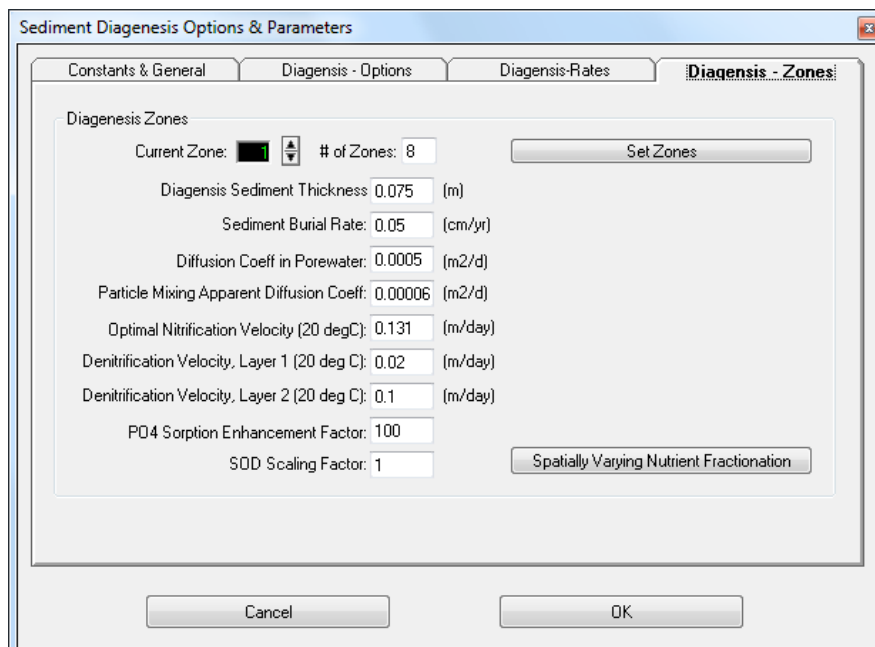 Sediment Diagenesis Options & Parameters
Constants & General Diagensis - Options Diagensis-Rates Diagensis - Zones
Diagenesis Zones
Current Zone: 1 # of Zones: 8 Set Zones
Diagensis Sediment Thickness 0.075 (m)
Sediment Burial Rate: 0.05 (cm/yr)
Diffusion Coeff in Porewater: 0.0005 (m2/d)
Particle Mixing Apparent Diffusion Coeff: 0.00006 (m2/d)
Optimal Nitrification Velocity (20 degC): 0.131 (m/day)
Denitrification Velocity, Layer 1 (20 deg C): 0.02 (m/day)
Denitrification Velocity, Layer 2 (20 deg C): 0.1 (m/day)
PO4 Sorption Enhancement Factor: 100
SOD Scaling Factor: 1 Spatially Varying Nutrient Fractionation
Cancel OK